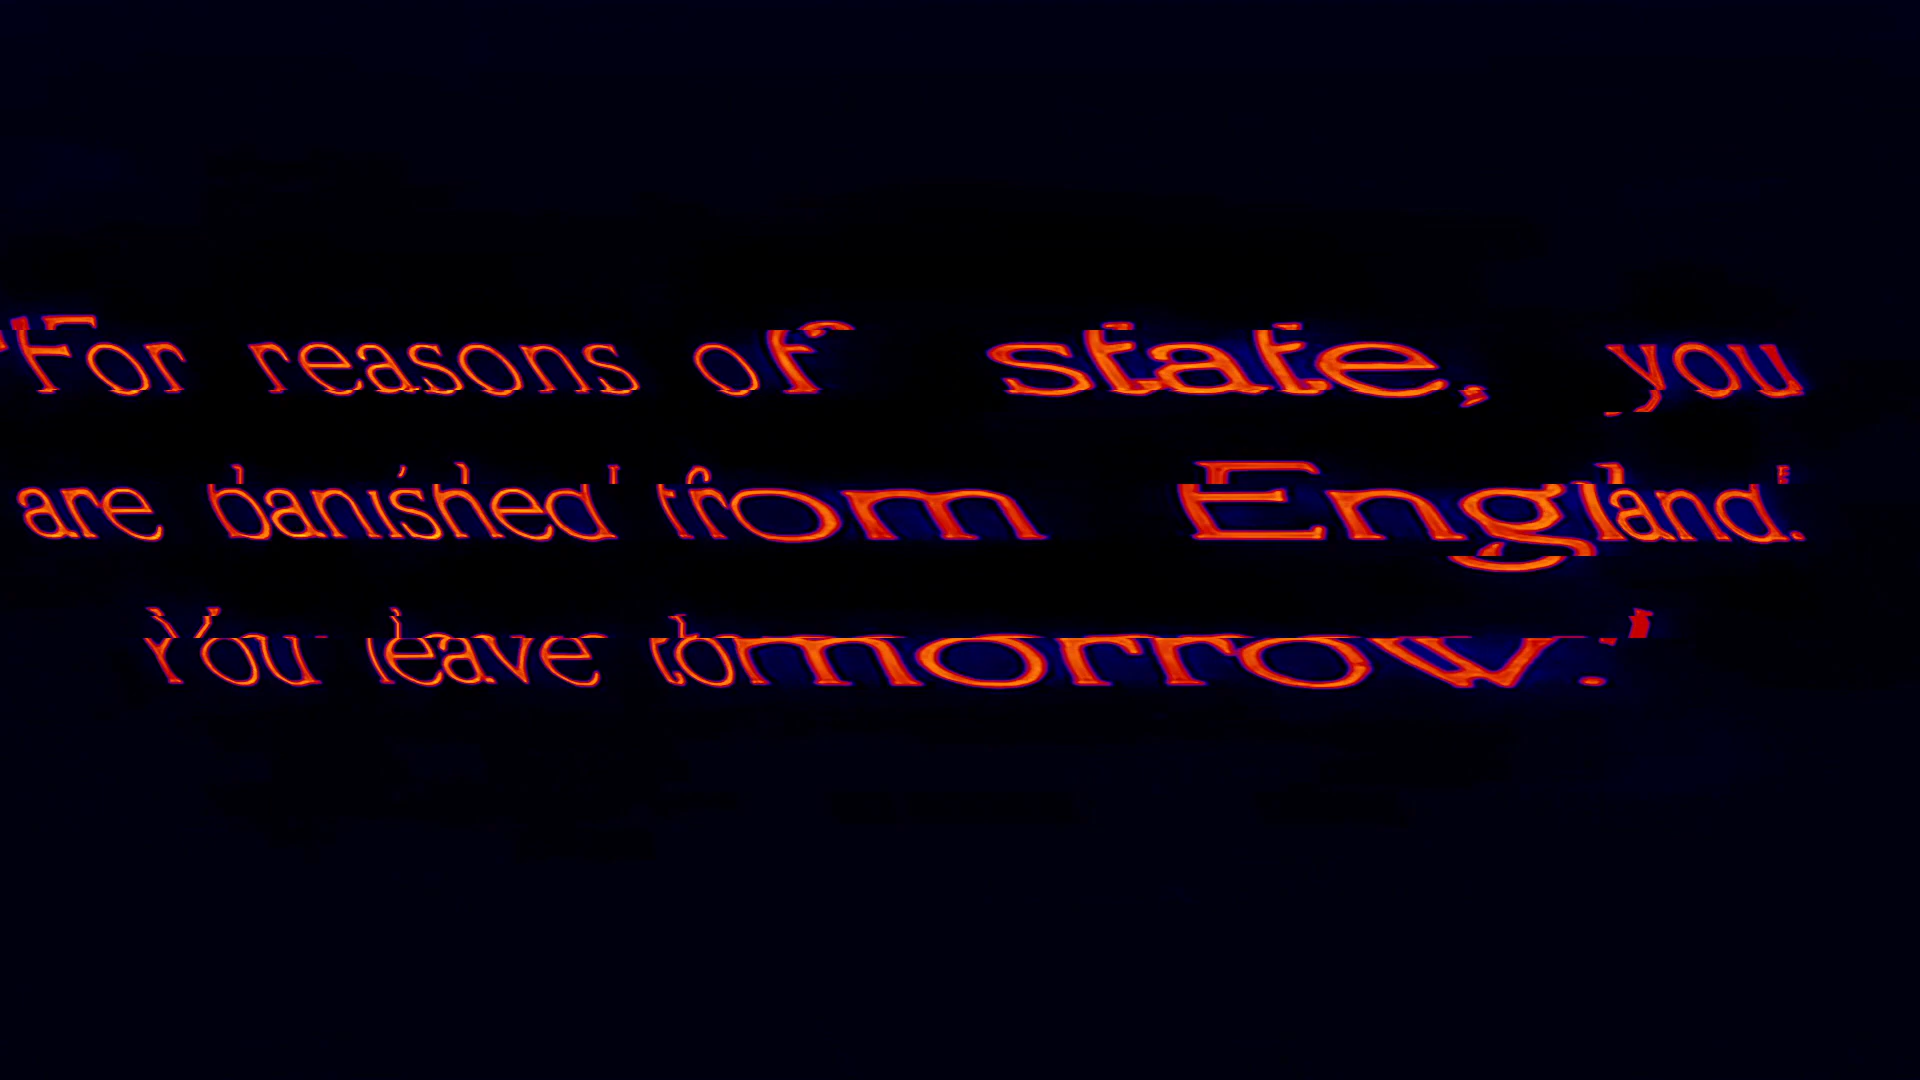 "For reasons of state, you
are banished from England.
You leave tomorrow."